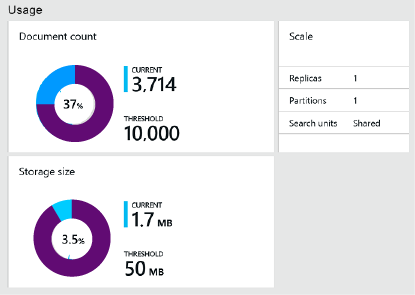 Usage
Document count
37%
CURRENT
3,714
THRESHOLD
10,000
Scale
Replicas 1
Partitions 1
Search units Shared
Storage size
3.5%
CURRENT
1.7 MB
THRESHOLD
50 MB